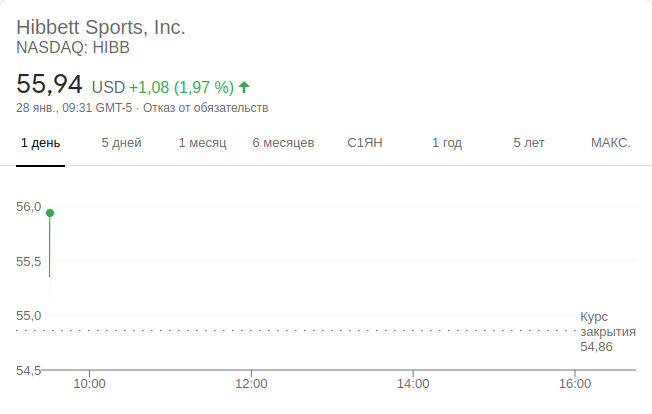 Hibbett Sports, Inc.
NASDAQ: HIBB
55,94 USD +1,08 (1,97 %)
28 янв., 09:31 GMT-5 · Отказ от обязательств
1 день 5 дней 1 месяц 6 месяцев С1ЯН 1 год 5 лет МАКС.
56,0
55,5
55,0
Курс
закрытия
54,86
54,5
10:00 12:00 14:00 16:00